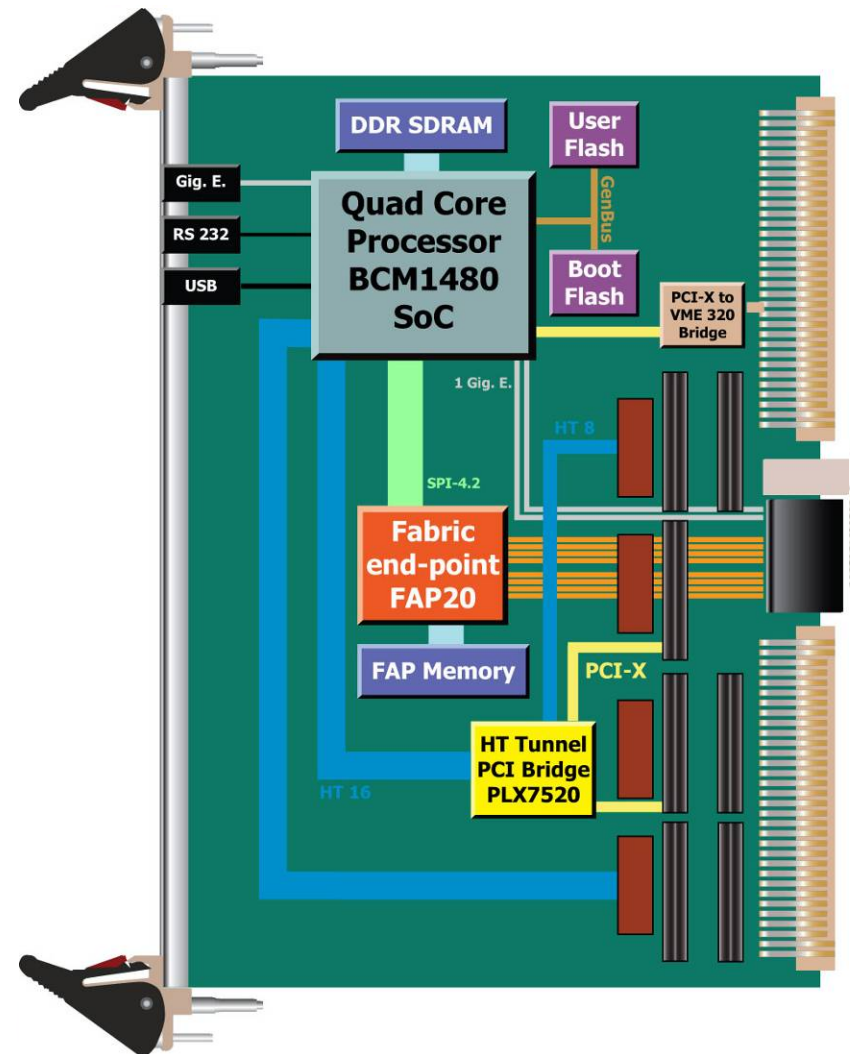 DDR SDRAM
User
Flash
Gig. E.
RS 232
USB
Quad Core
Processor
BCM1480
SoC
GenBus
Boot
Flash
PCI-X to
VME 320
Bridge
1 Gig. E.
HT 8
SPI-4.2
Fabric
end-point
FAP20
FAP Memory
PCI-X
HT Tunnel
PCI Bridge
PLX7520
HT 16